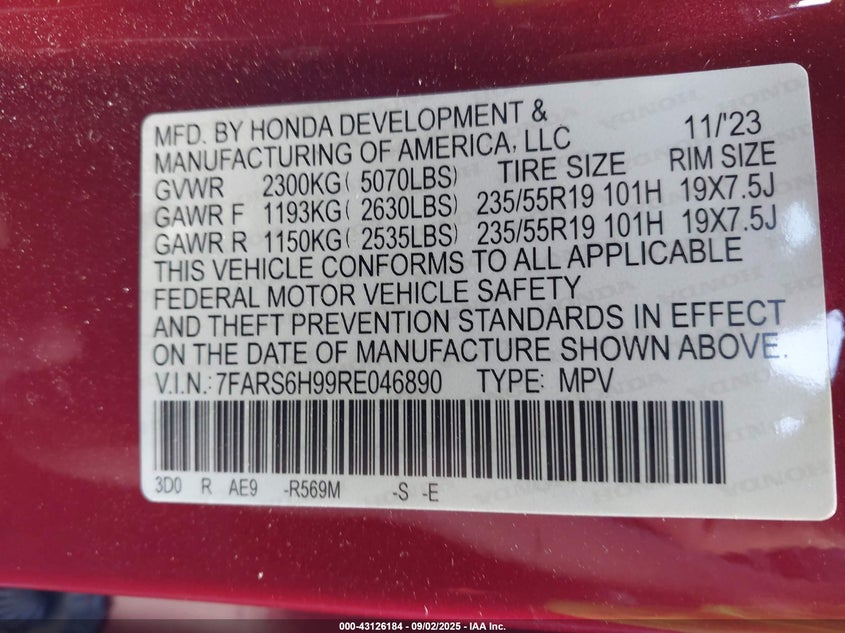 MFD. BY HONDA DEVELOPMENT &
MANUFACTURING OF AMERICA, LLC 11/'23
GVWR 2300KG( 5070LBS) TIRE SIZE RIM SIZE
GAWR F 1193KG( 2630LBS) 235/55R19 101H 19X7.5J
GAWR R 1150KG( 2535LBS) 235/55R19 101H 19X7.5J
THIS VEHICLE CONFORMS TO ALL APPLICABLE
FEDERAL MOTOR VEHICLE SAFETY
AND THEFT PREVENTION STANDARDS IN EFFECT
ON THE DATE OF MANUFACTURE SHOWN ABOVE.
V.I.N.: 7FARS6H99RE046890 TYPE: MPV
3D0 R AE9 -R569M -S -E
000-43126184 - 09/02/2025 - IAA Inc.